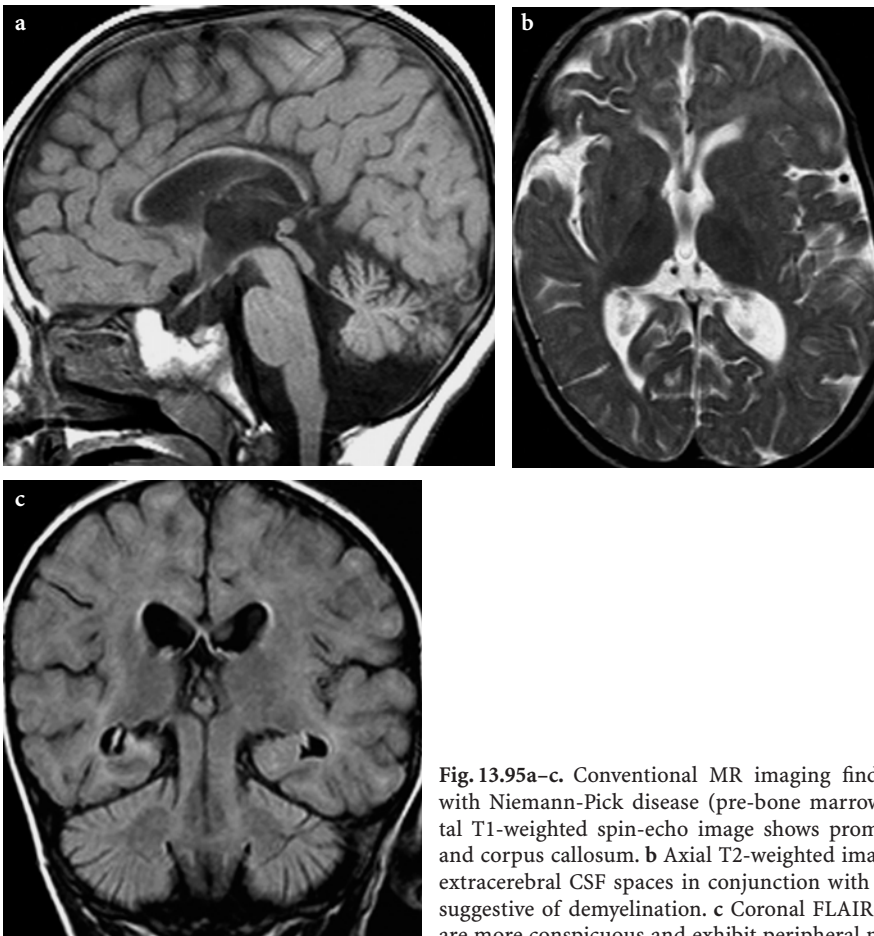 a
b
c
Fig. 13.95a–c. Conventional MR imaging find
with Niemann-Pick disease (pre-bone marrow
tal T1-weighted spin-echo image shows prom
and corpus callosum. b Axial T2-weighted ima
extracerebral CSF spaces in conjunction with
suggestive of demyelination. c Coronal FLAIR
are more conspicuous and exhibit peripheral